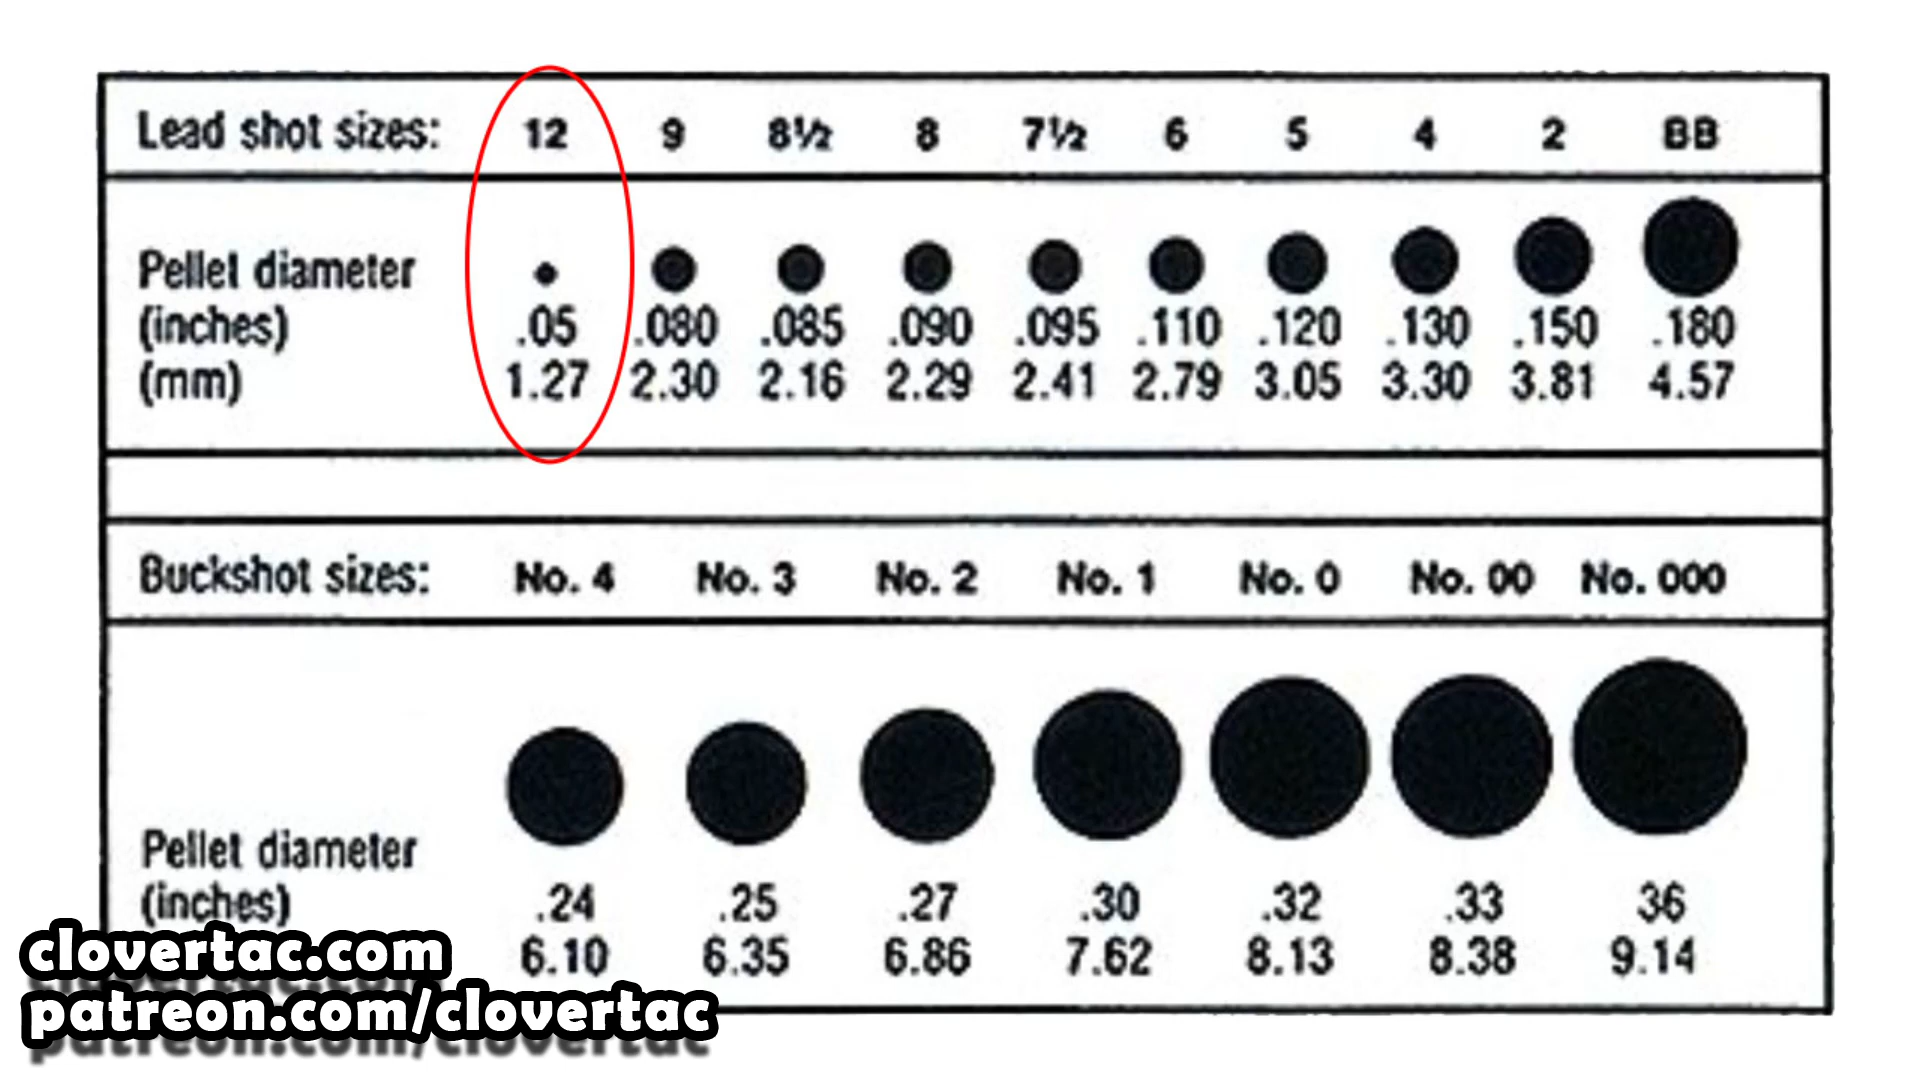 Lead shot sizes: 12 9 8½ 8 7½ 6 5 4 2 BB
Pellet diameter
(inches) .05 .080 .085 .090 .095 .110 .120 .130 .150 .180
(mm) 1.27 2.30 2.16 2.29 2.41 2.79 3.05 3.30 3.81 4.57
Buckshot sizes: No. 4 No. 3 No. 2 No. 1 No. 0 No. 00 No. 000
Pellet diameter
(inches) .24 .25 .27 .30 .32 .33 36
6.10 6.35 6.86 7.62 8.13 8.38 9.14
clovertac.com
patreon.com/clovertac